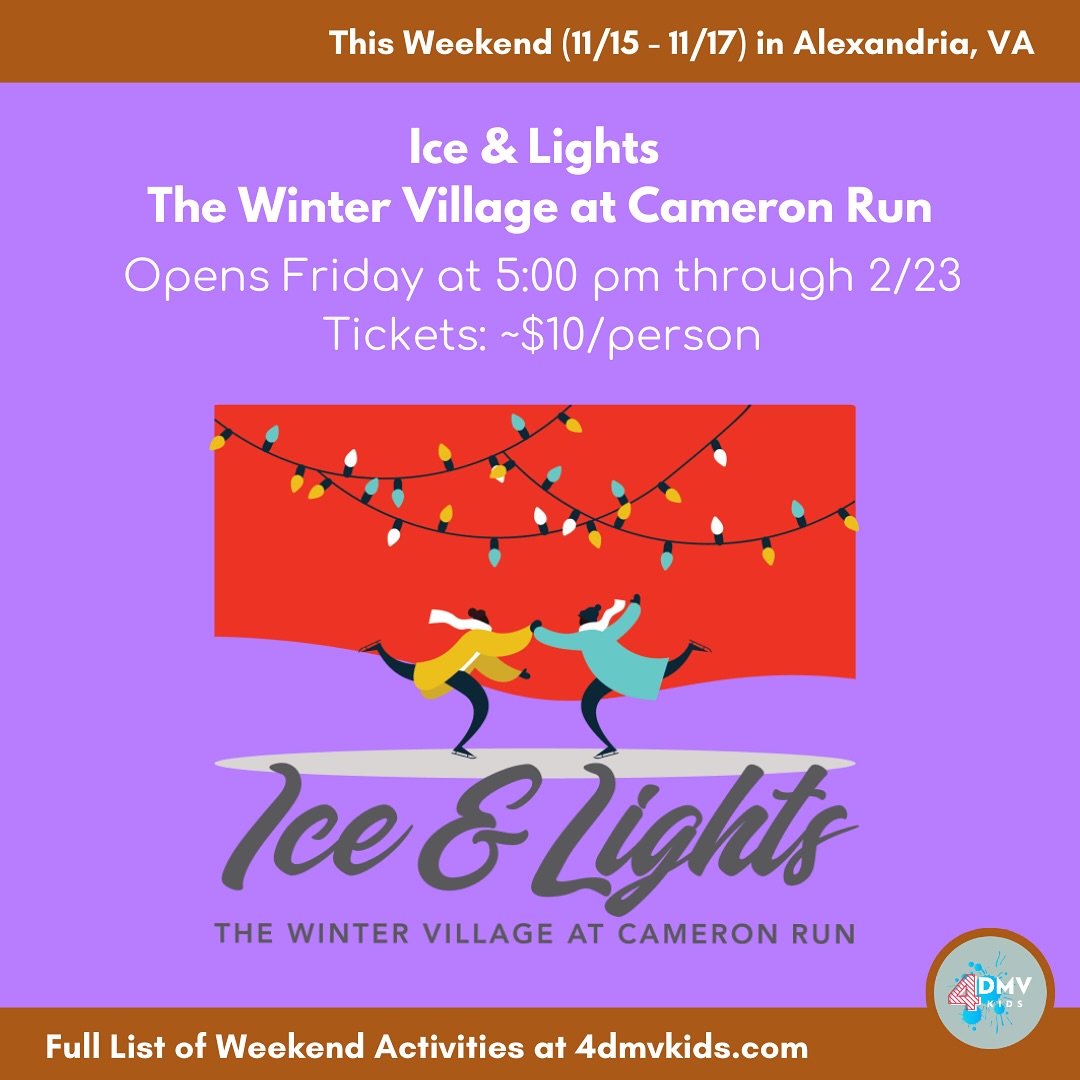 This Weekend (11/15 - 11/17) in Alexandria, VA
Ice & Lights
The Winter Village at Cameron Run
Opens Friday at 5:00 pm through 2/23
Tickets: ~$10/person
Ice & Lights
THE WINTER VILLAGE AT CAMERON RUN
4DMV
KIDS
Full List of Weekend Activities at 4dmvkids.com